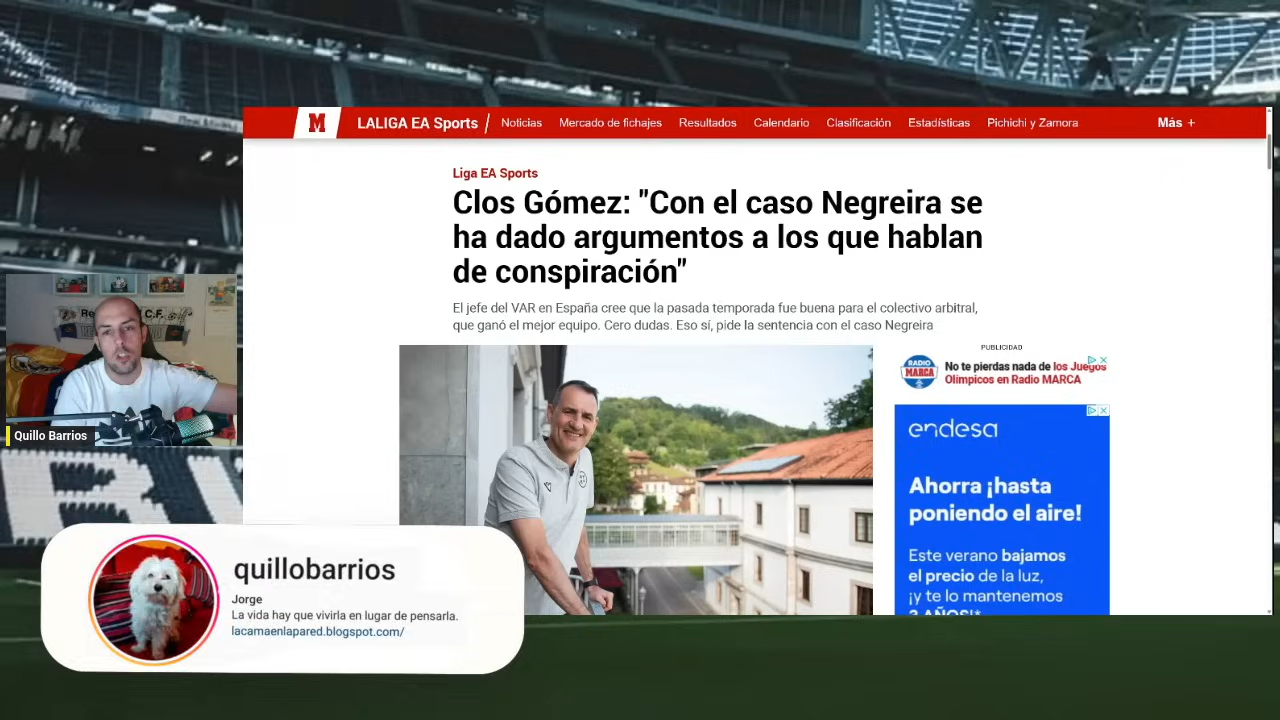 M
LALIGA EA Sports
Noticias
Mercado de fichajes
Resultados
Calendario
Clasificación
Estadísticas
Pichichi y Zamora
Más +
Liga EA Sports
Clos Gómez: "Con el caso Negreira se
ha dado argumentos a los que hablan
de conspiración"
El jefe del VAR en España cree que la pasada temporada fue buena para el colectivo arbitral,
que ganó el mejor equipo. Cero dudas. Eso sí, pide la sentencia con el caso Negreira
PUBLICIDAD
RADIO
MARCA
No te pierdas nada de los Juegos
Olímpicos en Radio MARCA
endesa
Ahorra ¡hasta
poniendo el aire!
Este verano bajamos
el precio de la luz,
¡y te lo mantenemos
3 AÑOS!*
Quillo Barrios
quillobarrios
Jorge
La vida hay que vivirla en lugar de pensarla.
lacamaenlapared.blogspot.com/